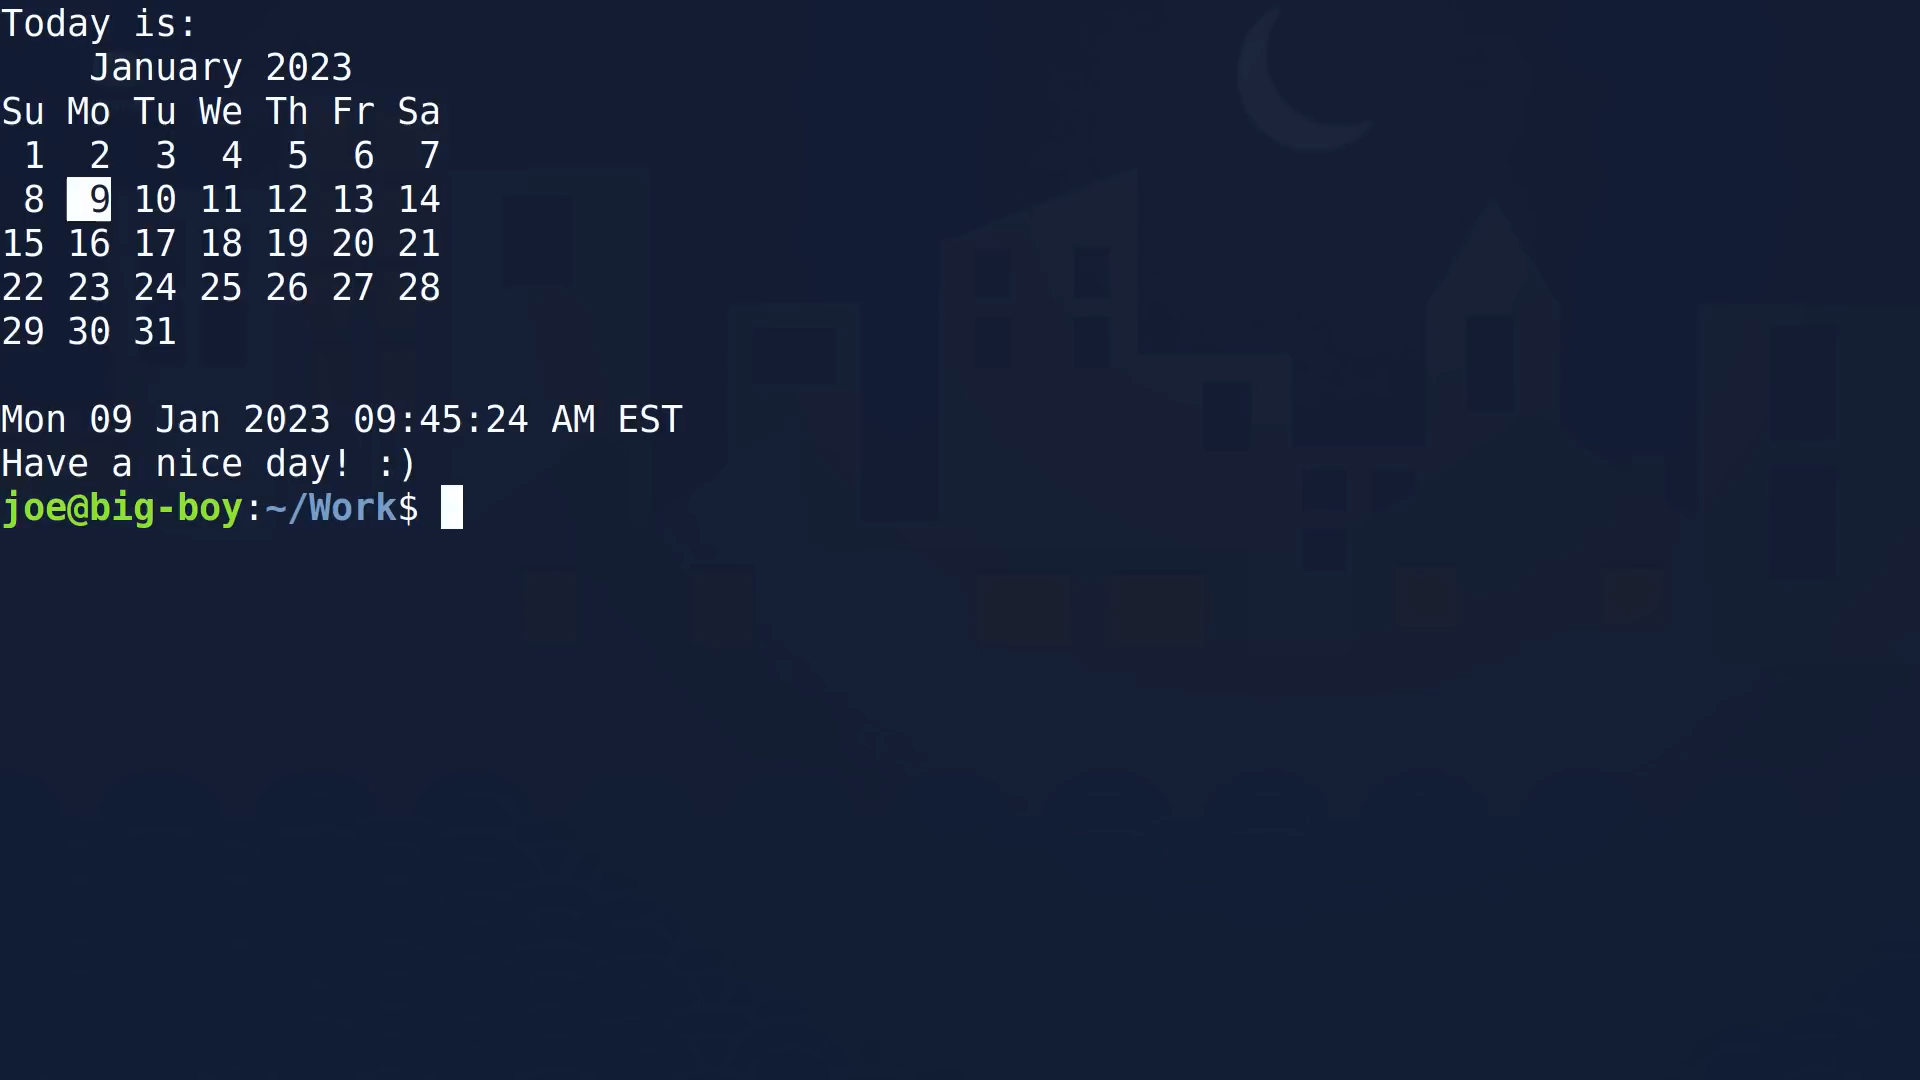 Today is:
    January 2023
Su Mo Tu We Th Fr Sa
 1  2  3  4  5  6  7
 8  9 10 11 12 13 14
15 16 17 18 19 20 21
22 23 24 25 26 27 28
29 30 31

Mon 09 Jan 2023 09:45:24 AM EST
Have a nice day! :)
joe@big-boy:~/Work$